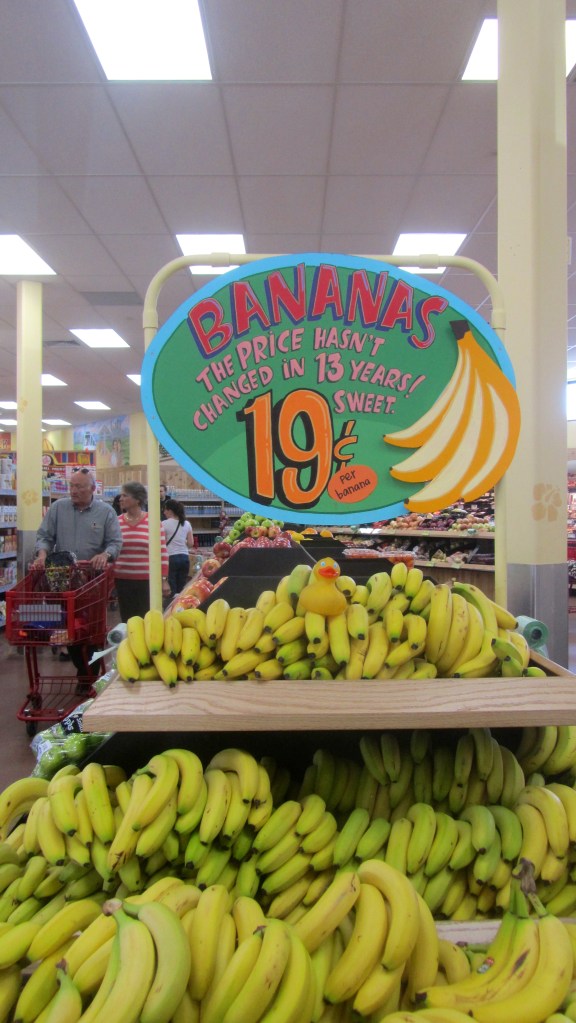 BANANAS
THE PRICE HASN'T
CHANGED IN 13 YEARS!
SWEET.
19¢
Per
banana